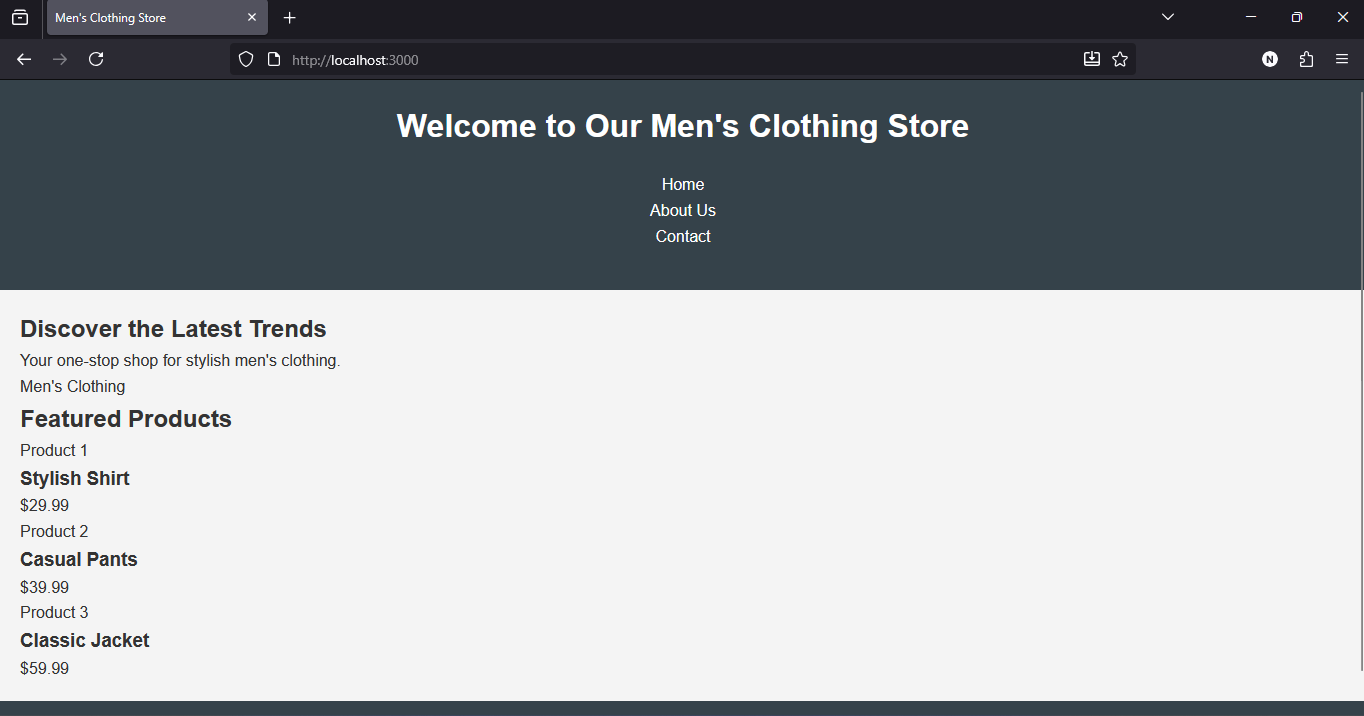 Men's Clothing Store
http://localhost:3000
N
Welcome to Our Men's Clothing Store
Home
About Us
Contact
Discover the Latest Trends
Your one-stop shop for stylish men's clothing.
Men's Clothing
Featured Products
Product 1
Stylish Shirt
$29.99
Product 2
Casual Pants
$39.99
Product 3
Classic Jacket
$59.99